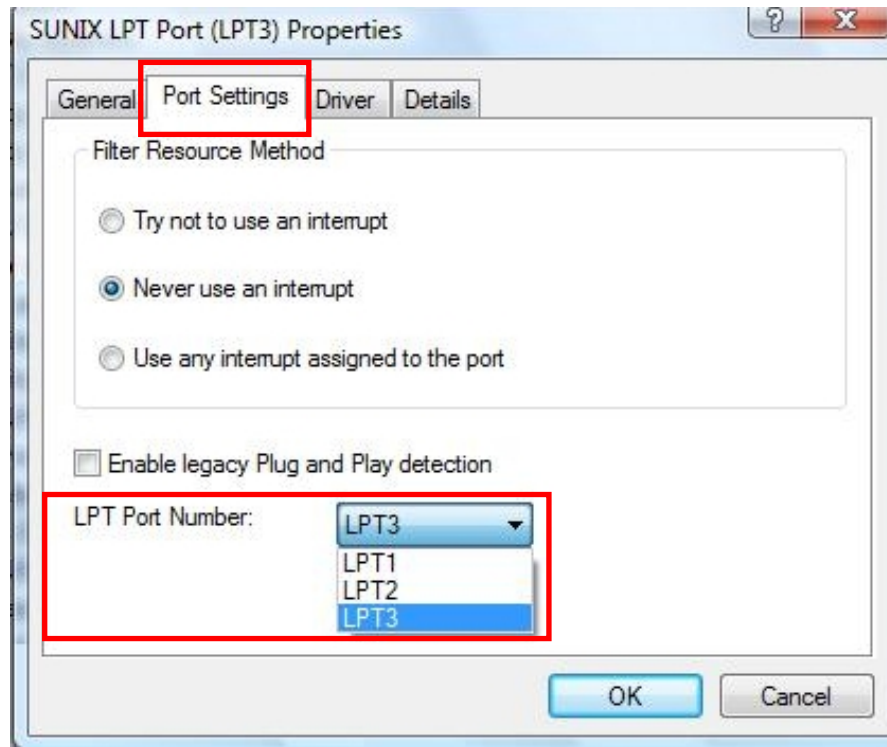 SUNIX LPT Port (LPT3) Properties
General Port Settings Driver Details
Filter Resource Method
Try not to use an interrupt
Never use an interrupt
Use any interrupt assigned to the port
Enable legacy Plug and Play detection
LPT Port Number: LPT3
LPT1
LPT2
LPT3
OK Cancel